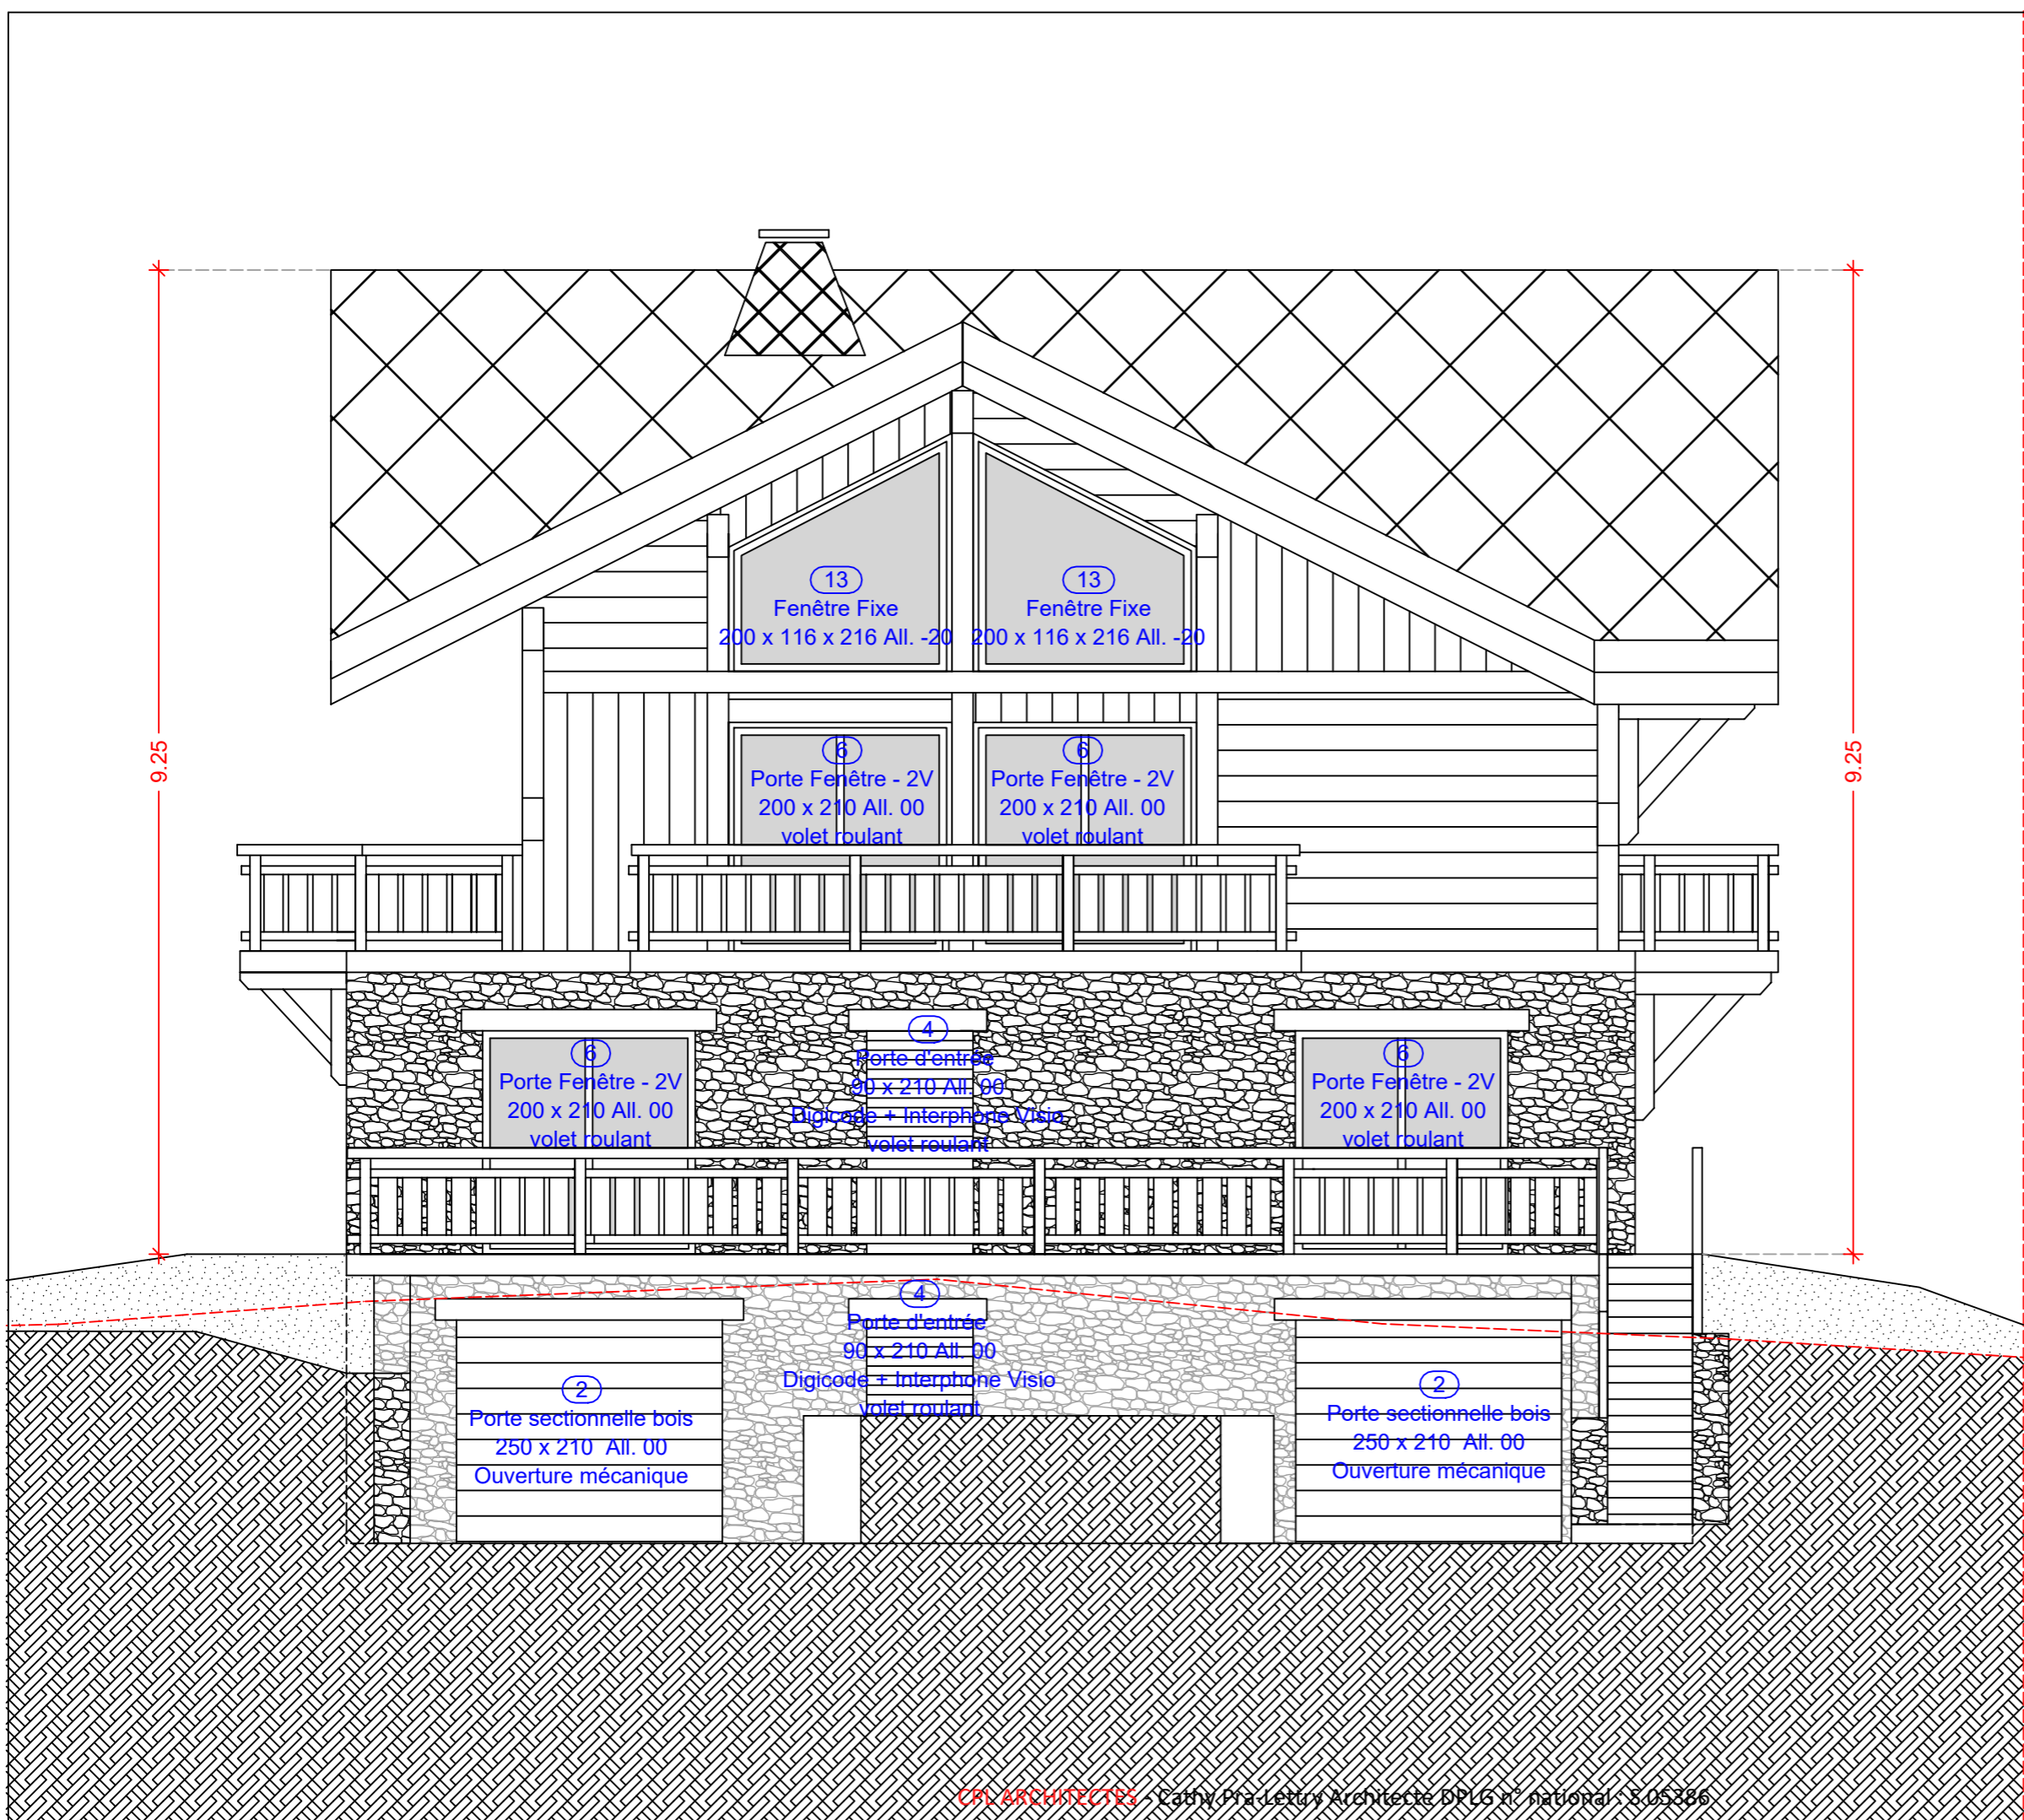 13
Fenêtre Fixe
200 x 116 x 216 All. -20
13
Fenêtre Fixe
200 x 116 x 216 All. -20
9.25
9.25
6
Porte Fenêtre - 2V
200 x 210 All. 00
volet roulant
6
Porte Fenêtre - 2V
200 x 210 All. 00
volet roulant
6
Porte Fenêtre - 2V
200 x 210 All. 00
volet roulant
4
Porte d'entrée
90 x 210 All. 00
Digicode + Interphone Visio
volet roulant
6
Porte Fenêtre - 2V
200 x 210 All. 00
volet roulant
4
Porte d'entrée
90 x 210 All. 00
Digicode + Interphone Visio
volet roulant
2
Porte sectionnelle bois
250 x 210 All. 00
Ouverture mécanique
2
Porte sectionnelle bois
250 x 210 All. 00
Ouverture mécanique
CPL ARCHITECTES - Cathy Pra-Lettry Architecte DPLG n° national : S.05386